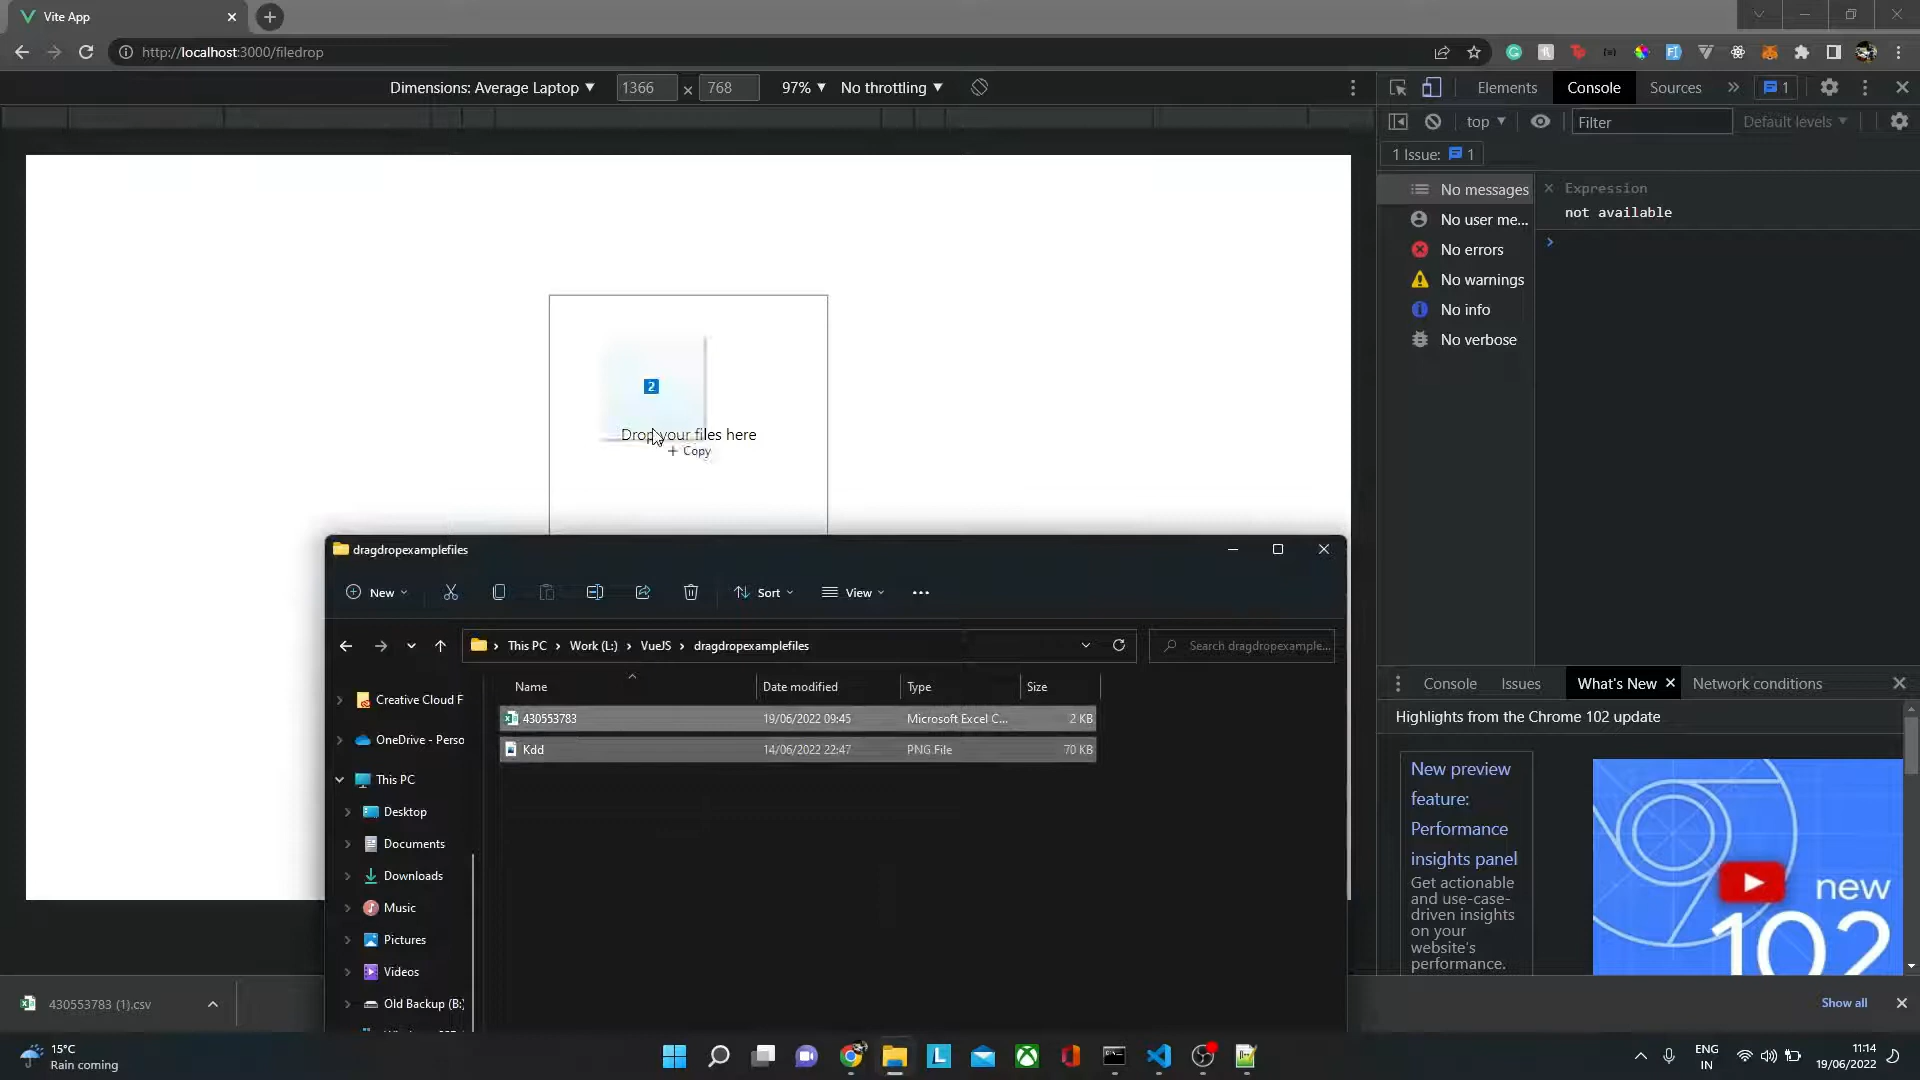 Vite App
http://localhost:3000/filedrop
Dimensions: Average Laptop ▼ 1366 × 768 97% ▼ No throttling ▼
Elements Console Sources » 1
top ▼ Filter Default levels ▼
1 Issue: 1
No messages
No user me...
No errors
No warnings
No info
No verbose
Expression
not available
2
Drop your files here
+ Copy
dragdropexamplefiles
New Sort View
This PC › Work (L:) › VueJS › dragdropexamplefiles
Search dragdropexample...
Name Date modified Type Size
430553783 19/06/2022 09:45 Microsoft Excel C... 2 KB
Kdd 14/06/2022 22:47 PNG File 70 KB
Creative Cloud F
OneDrive - Perso
This PC
Desktop
Documents
Downloads
Music
Pictures
Videos
Old Backup (B:)
Console Issues What's New Network conditions
Highlights from the Chrome 102 update
New preview
feature:
Performance
insights panel
Get actionable
and use-case-
driven insights
on your
website's
performance.
new
102
430553783 (1).csv
Show all
15°C
Rain coming
ENG
IN
11:14
19/06/2022